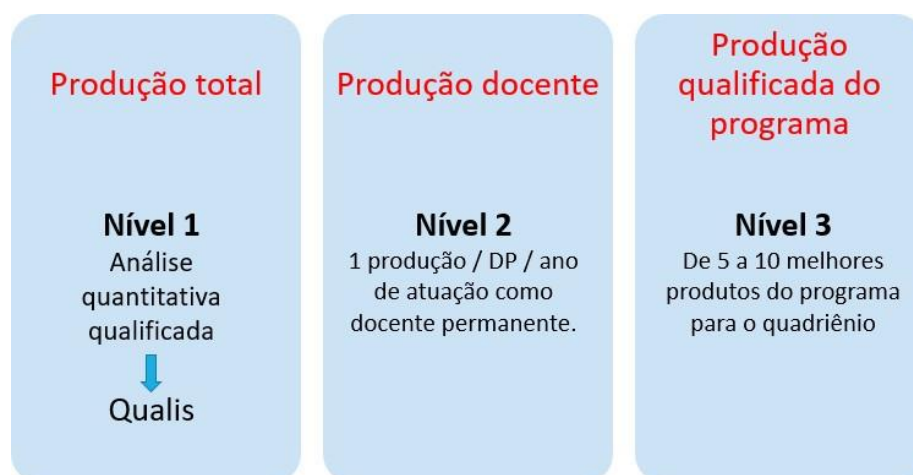 Produção total
Nível 1
Análise
quantitativa
qualificada
Qualis
Produção docente
Nível 2
1 produção / DP / ano
de atuação como
docente permanente.
Produção
qualificada do
programa
Nível 3
De 5 a 10 melhores
produtos do programa
para o quadriênio